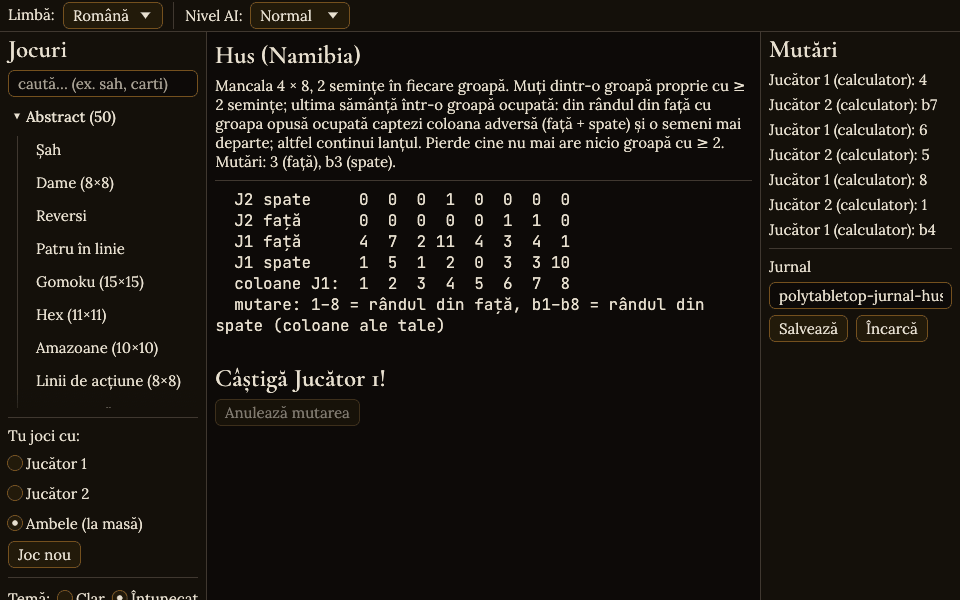 Limbă: Română ▼ Nivel AI: Normal ▼
Jocuri
caută... (ex. sah, carti)
▼ Abstract (50)
Șah
Dame (8×8)
Reversi
Patru în linie
Gomoku (15×15)
Hex (11×11)
Amazoane (10×10)
Linii de acțiune (8×8)
Tu joci cu:
Jucător 1
Jucător 2
Ambele (la masă)
Joc nou
Temă: Clar Întunecat
Hus (Namibia)
Mancala 4 × 8, 2 semințe în fiecare groapă. Muți dintr-o groapă proprie cu ≥
2 semințe; ultima sămânță într-o groapă ocupată: din rândul din față cu
groapa opusă ocupată captezi coloana adversă (față + spate) și o semeni mai
departe; altfel continui lanțul. Pierde cine nu mai are nicio groapă cu ≥ 2.
Mutări: 3 (față), b3 (spate).
J2 spate 0 0 0 1 0 0 0 0
J2 față 0 0 0 0 0 1 1 0
J1 față 4 7 2 11 4 3 4 1
J1 spate 1 5 1 2 0 3 3 10
coloane J1: 1 2 3 4 5 6 7 8
mutare: 1-8 = rândul din față, b1-b8 = rândul din
spate (coloane ale tale)
Câștigă Jucător 1!
Anulează mutarea
Mutări
Jucător 1 (calculator): 4
Jucător 2 (calculator): b7
Jucător 1 (calculator): 6
Jucător 2 (calculator): 5
Jucător 1 (calculator): 8
Jucător 2 (calculator): 1
Jucător 1 (calculator): b4
Jurnal
polytabletop-jurnal-hus
Salvează Încarcă